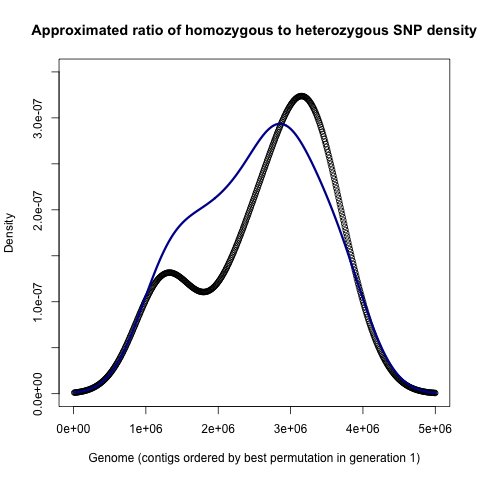 Approximated ratio of homozygous to heterozygous SNP density
Density
3.0e-07
2.0e-07
1.0e-07
0.0e+00
0e+00 1e+06 2e+06 3e+06 4e+06 5e+06
Genome (contigs ordered by best permutation in generation 1)